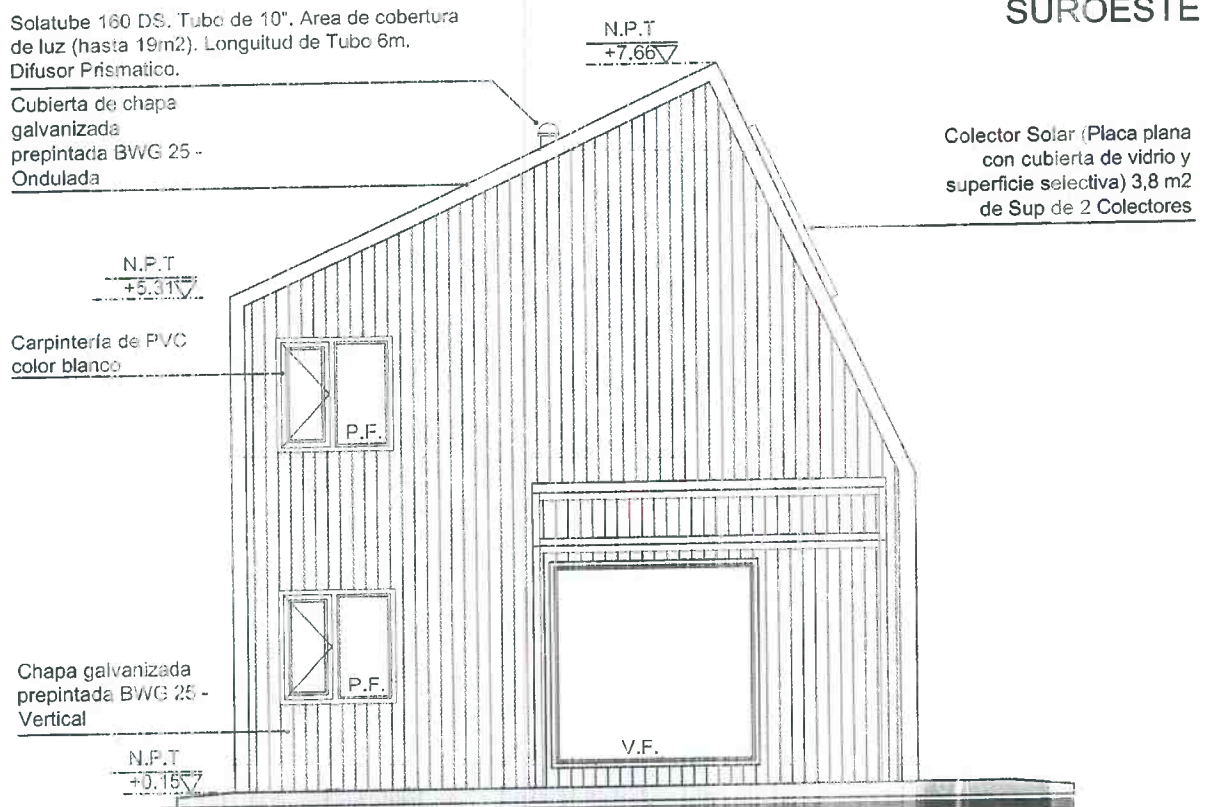 SUROESTE
Solatube 160 DS. Tubo de 10". Area de cobertura
de luz (hasta 19m2). Longuitud de Tubo 6m.
Difusor Prismatico.
N.P.T
+7.66
Cubierta de chapa
galvanizada
prepintada BWG 25 -
Ondulada
Colector Solar (Placa plana
con cubierta de vidrio y
superficie selectiva) 3,8 m2
de Sup de 2 Colectores
N.P.T
+5.31
Carpintería de PVC
color blanco
P.F.
Chapa galvanizada
prepintada BWG 25 -
Vertical
P.F.
V.F.
N.P.T
+0.15